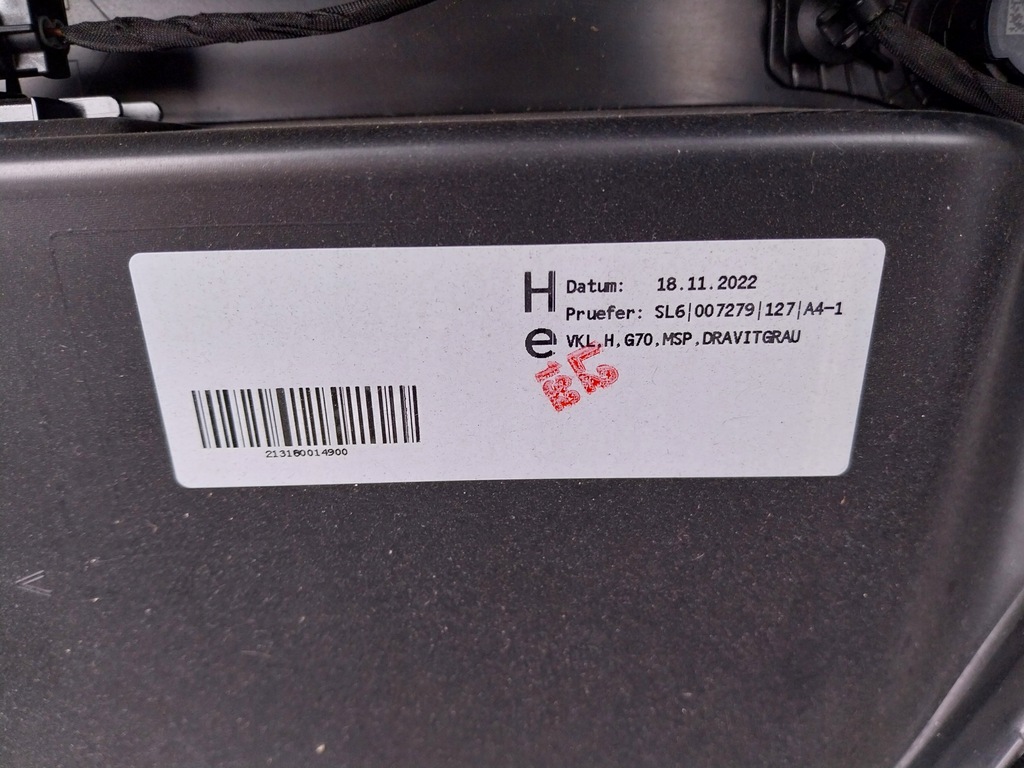 H
e
Datum: 18.11.2022
Pruefer: SL6|007279|127|A4-1
VKL,H,G70,MSP,DRAVITGRAU
213180014900